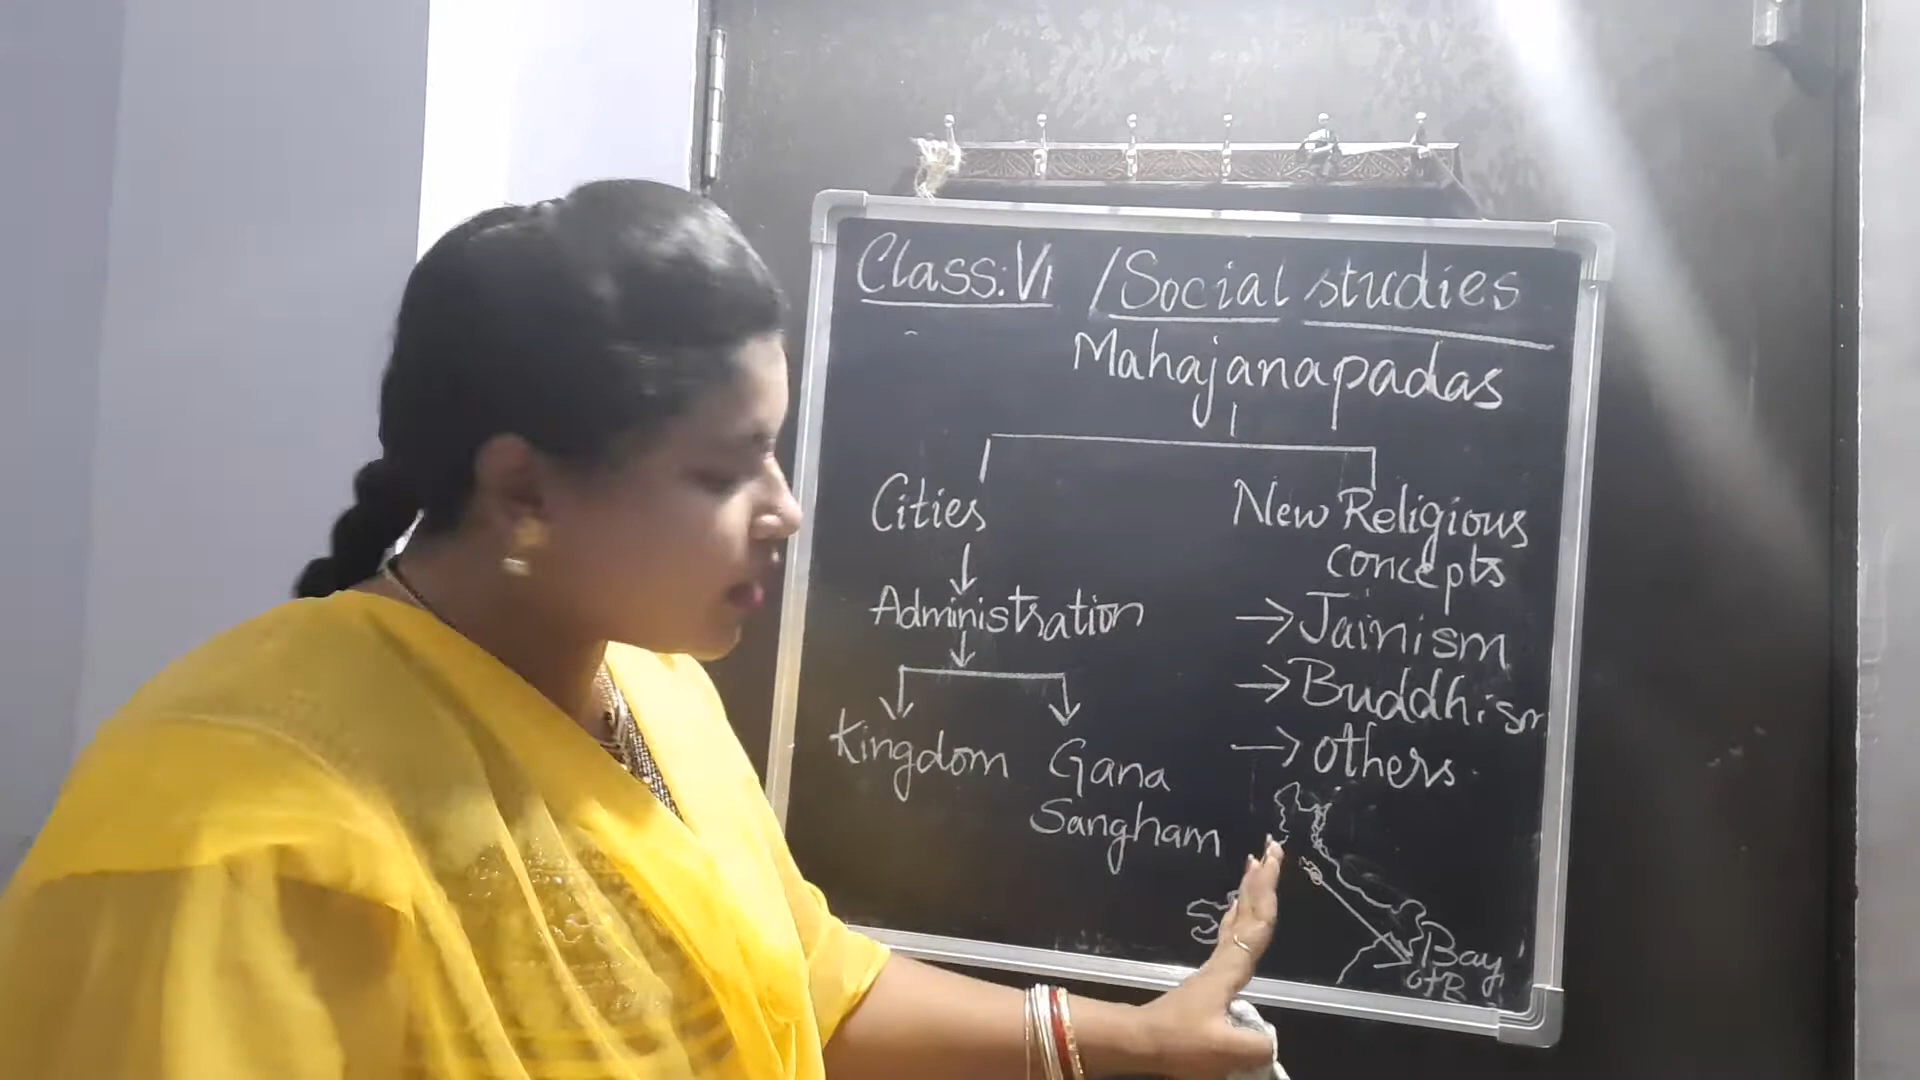 Class:VI / Social studies
Mahajanapadas
Cities
Administration
Kingdom
Gana
Sangham
New Religious
concepts
→Jainism
→Buddhism
→others.
Bay
of B